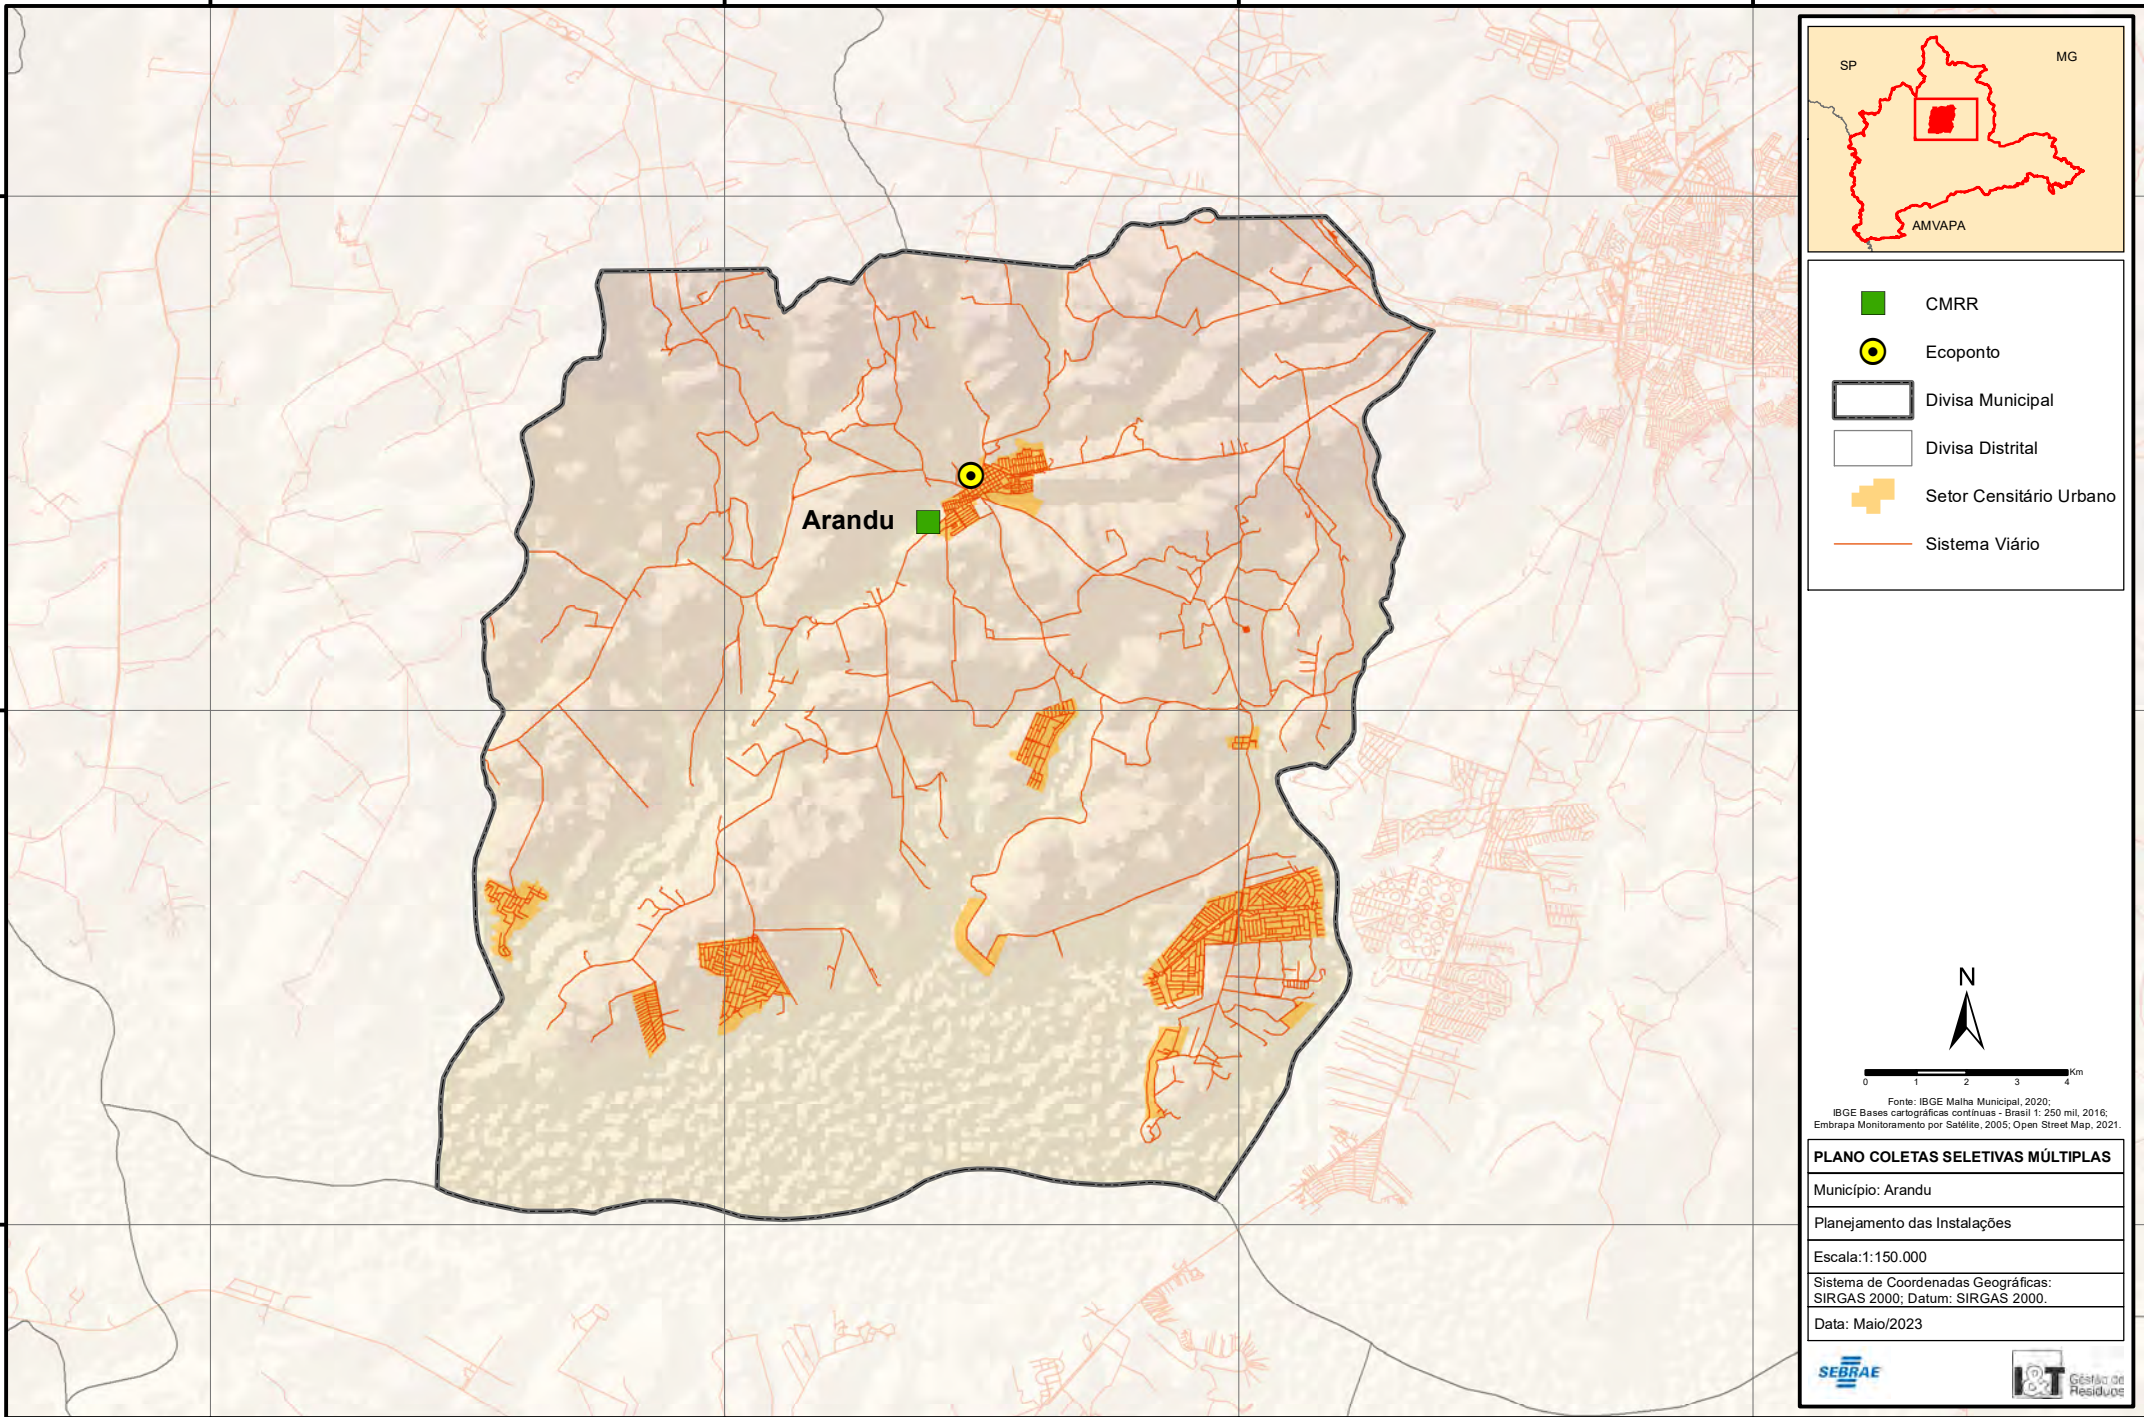 SP
MG
AMVAPA
CMRR
Ecoponto
Divisa Municipal
Divisa Distrital
Setor Censitário Urbano
Sistema Viário
Arandu
N
Km
0 1 2 3 4
Fonte: IBGE Malha Municipal, 2020;
IBGE Bases cartográficas contínuas - Brasil 1: 250 mil, 2016;
Embrapa Monitoramento por Satélite, 2005; Open Street Map, 2021.
PLANO COLETAS SELETIVAS MÚLTIPLAS
Município: Arandu
Planejamento das Instalações
Escala:1:150.000
Sistema de Coordenadas Geográficas:
SIRGAS 2000; Datum: SIRGAS 2000.
Data: Maio/2023
SEBRAE
I&T
Gestão de
Resíduos